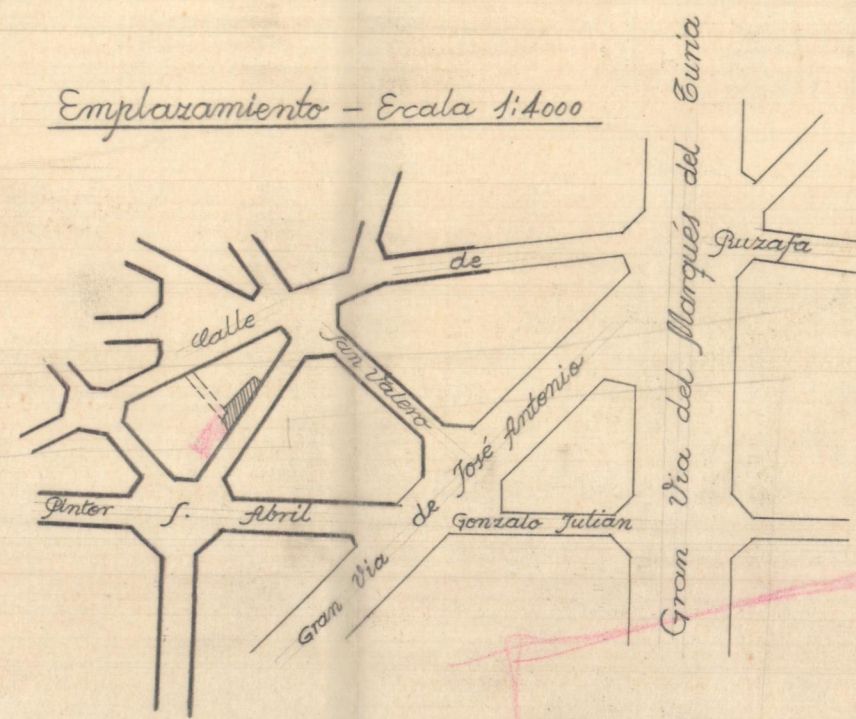 Emplazamiento - Escala 1:4000
Gran Via del Marqués del Turia
Calle de Ruzafa
San Valero
Gran Via de José Antonio
Pintor S. Abril
Gonzalo Julián